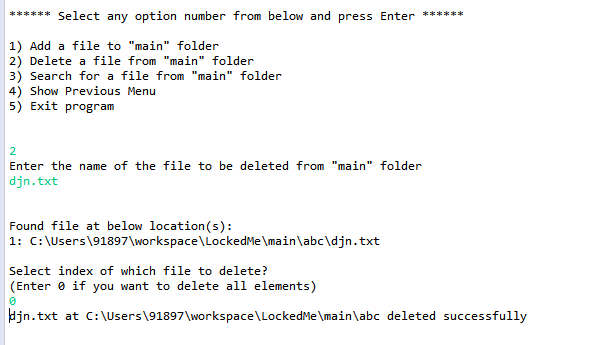 ****** Select any option number from below and press Enter ******
1) Add a file to "main" folder
2) Delete a file from "main" folder
3) Search for a file from "main" folder
4) Show Previous Menu
5) Exit program
2
Enter the name of the file to be deleted from "main" folder
djn.txt
Found file at below location(s):
1: C:\Users\91897\workspace\LockedMe\main\abc\djn.txt
Select index of which file to delete?
(Enter 0 if you want to delete all elements)
0
djn.txt at C:\Users\91897\workspace\LockedMe\main\abc deleted successfully